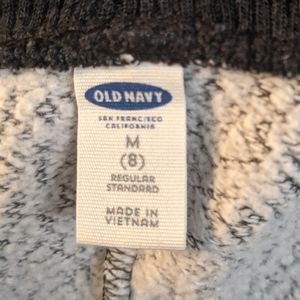 OLD NAVY
SAN FRANCISCO
CALIFORNIA
M
(8)
REGULAR
STANDARD
MADE IN
VIETNAM